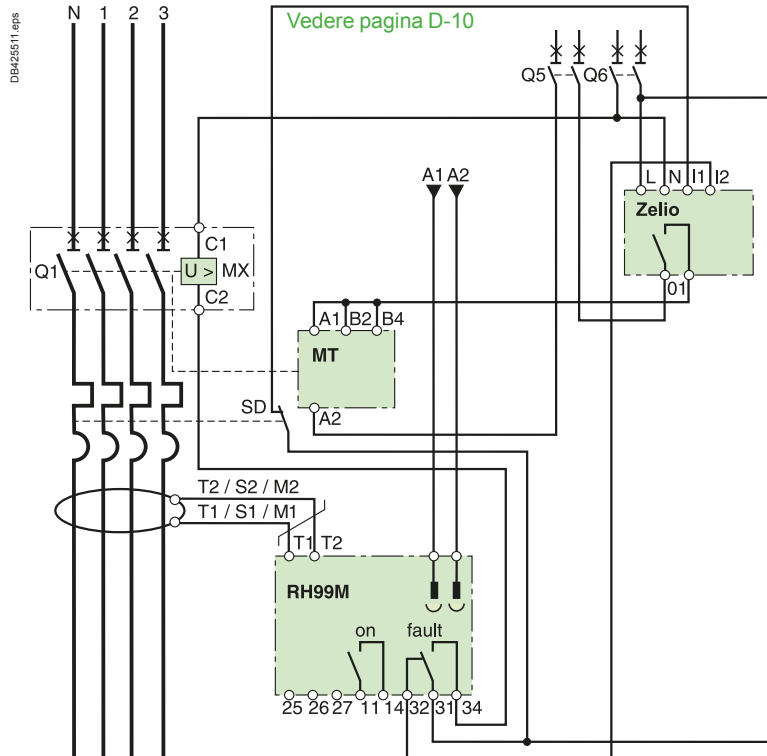 DB425511.eps
N 1 2 3
Vedere pagina D-10
Q5 Q6
A1 A2
L N I1 I2
Zelio
C1
Q1 U > MX
C2
01
A1 B2 B4
MT
SD
A2
T2 / S2 / M2
T1 / S1 / M1
T1 T2
RH99M
on fault
25 26 27 11 14 32 31 34